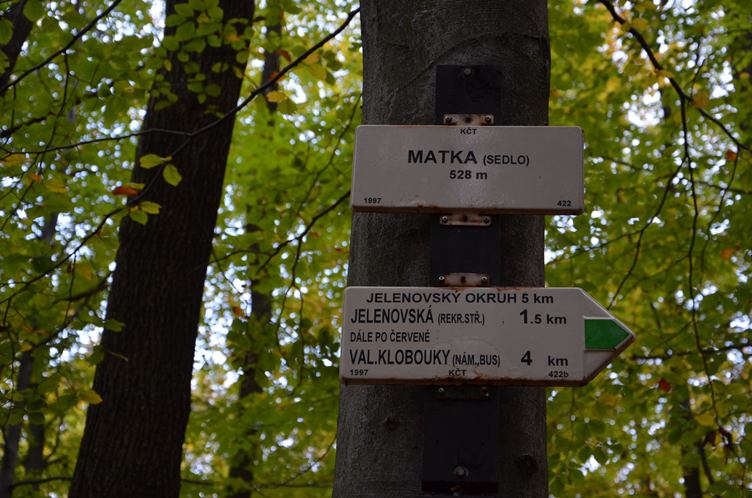 KČT
MATKA (SEDLO)
528 m
1997 422
JELENOVSKÝ OKRUH 5 km
JELENOVSKÁ (REKR.STŘ.) 1.5 km
DÁLE PO ČERVENÉ
VAL.KLOBOUKY (NÁM.,BUS) 4 km
1997 KČT 422b